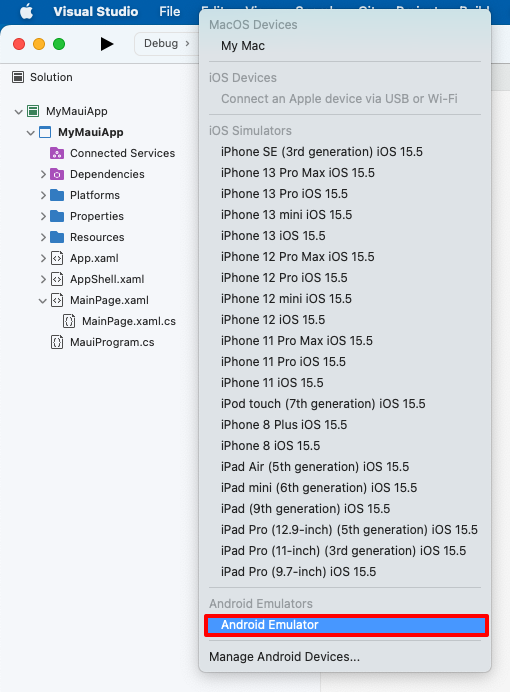 Visual Studio File
MacOS Devices
My Mac
Debug ›
iOS Devices
Connect an Apple device via USB or Wi-Fi
Solution
MyMauiApp
MyMauiApp
Connected Services
Dependencies
Platforms
Properties
Resources
App.xaml
AppShell.xaml
MainPage.xaml
MainPage.xaml.cs
MauiProgram.cs
iOS Simulators
iPhone SE (3rd generation) iOS 15.5
iPhone 13 Pro Max iOS 15.5
iPhone 13 Pro iOS 15.5
iPhone 13 mini iOS 15.5
iPhone 13 iOS 15.5
iPhone 12 Pro Max iOS 15.5
iPhone 12 Pro iOS 15.5
iPhone 12 mini iOS 15.5
iPhone 12 iOS 15.5
iPhone 11 Pro Max iOS 15.5
iPhone 11 Pro iOS 15.5
iPhone 11 iOS 15.5
iPod touch (7th generation) iOS 15.5
iPhone 8 Plus iOS 15.5
iPhone 8 iOS 15.5
iPad Air (5th generation) iOS 15.5
iPad mini (6th generation) iOS 15.5
iPad (9th generation) iOS 15.5
iPad Pro (12.9-inch) (5th generation) iOS 15.5
iPad Pro (11-inch) (3rd generation) iOS 15.5
iPad Pro (9.7-inch) iOS 15.5
Android Emulators
Android Emulator
Manage Android Devices...